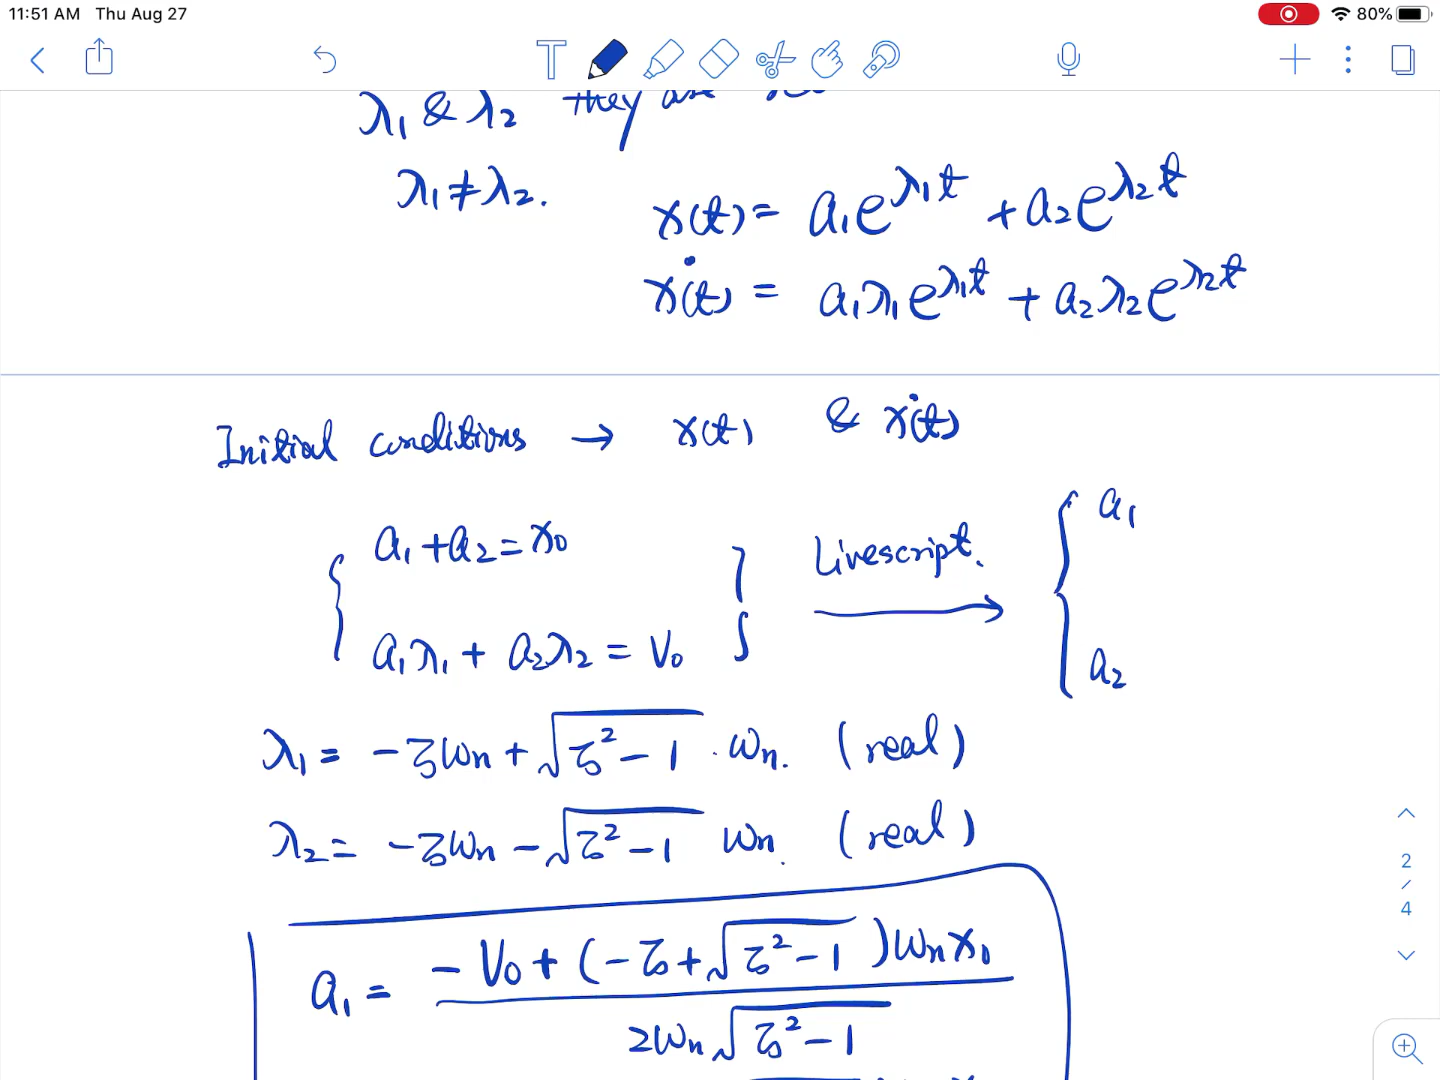 11:51 AM Thu Aug 27
80%
λ₁ & λ₂ they are
λ₁ ≠ λ₂.
x(t) = a₁e^{λ₁t} + a₂e^{λ₂t}
ẋ(t) = a₁λ₁e^{λ₁t} + a₂λ₂e^{λ₂t}
Initial conditions → x(t) & ẋ(t)
{ a₁ + a₂ = x₀
a₁λ₁ + a₂λ₂ = V₀ }
Livescript.
→ { a₁
a₂
λ₁ = -ζωn + √(ζ² - 1) · ωn. (real)
λ₂ = -ζωn - √(ζ² - 1) ωn. (real)
a₁ = - V₀ + (-ζ + √(ζ² - 1)) ωn x₀
2ωn √(ζ² - 1)
2
/
4